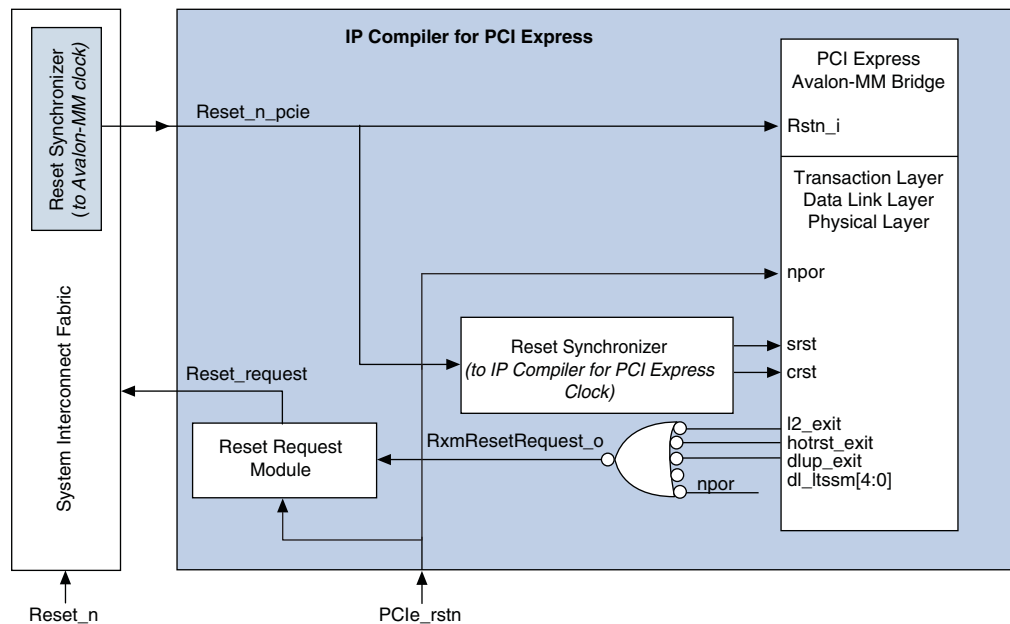 IP Compiler for PCI Express
Reset Synchronizer
(to Avalon-MM clock)
System Interconnect Fabric
Reset_n_pcie
PCI Express
Avalon-MM Bridge
Rstn_i
Transaction Layer
Data Link Layer
Physical Layer
npor
Reset Synchronizer
(to IP Compiler for PCI Express
Clock)
srst
crst
Reset_request
Reset Request
Module
RxmResetRequest_o
l2_exit
hotrst_exit
dlup_exit
dl_ltssm[4:0]
npor
Reset_n
PCIe_rstn